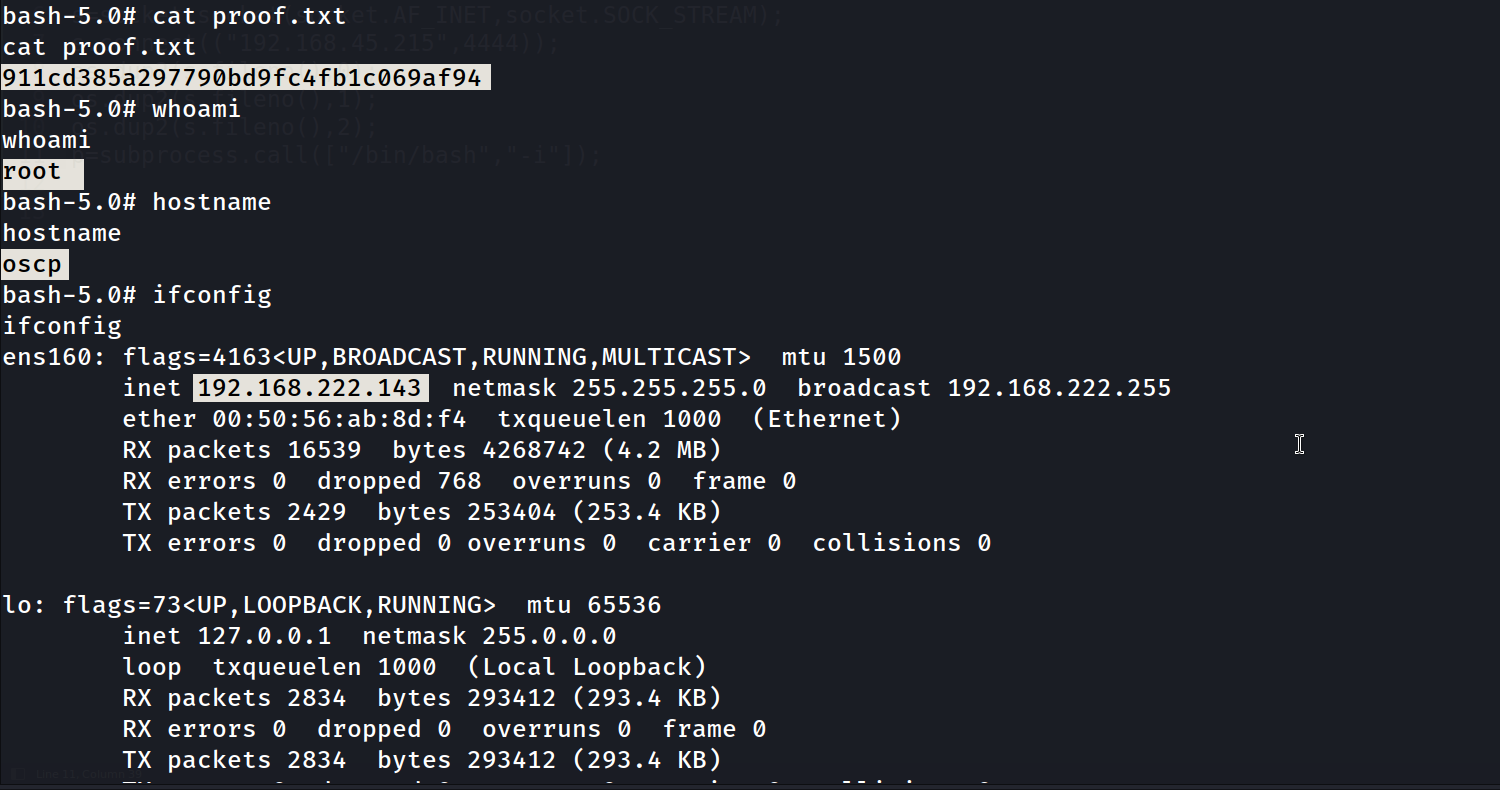 bash-5.0# cat proof.txt
cat proof.txt
911cd385a297790bd9fc4fb1c069af94
bash-5.0# whoami
whoami
root
bash-5.0# hostname
hostname
oscp
bash-5.0# ifconfig
ifconfig
ens160: flags=4163<UP,BROADCAST,RUNNING,MULTICAST>  mtu 1500
        inet 192.168.222.143  netmask 255.255.255.0  broadcast 192.168.222.255
        ether 00:50:56:ab:8d:f4  txqueuelen 1000  (Ethernet)
        RX packets 16539  bytes 4268742 (4.2 MB)
        RX errors 0  dropped 768  overruns 0  frame 0
        TX packets 2429  bytes 253404 (253.4 KB)
        TX errors 0  dropped 0 overruns 0  carrier 0  collisions 0
lo: flags=73<UP,LOOPBACK,RUNNING>  mtu 65536
        inet 127.0.0.1  netmask 255.0.0.0
        loop  txqueuelen 1000  (Local Loopback)
        RX packets 2834  bytes 293412 (293.4 KB)
        RX errors 0  dropped 0  overruns 0  frame 0
        TX packets 2834  bytes 293412 (293.4 KB)